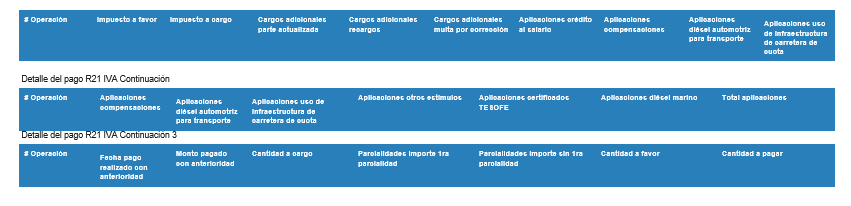 # Operación Impuesto a favor Impuesto a cargo Cargos adicionales Cargos adicionales Cargos adicionales Aplicaciones crédito Aplicaciones Aplicaciones Aplicaciones uso
parte actualizada recargos multa por corrección al salario compensaciones diésel automotriz de infraestructura
para transporte de carretera de
cuota
Detalle del pago R21 IVA Continuación
# Operación Aplicaciones Aplicaciones Aplicaciones uso de Aplicaciones otros estimulos Aplicaciones certificados Aplicaciones diésel marino Total aplicaciones
compensaciones diésel automotriz infraestructura de TESOFE
para transporte carretera de cuota
Detalle del pago R21 IVA Continuación 3
# Operación Fecha pago Monto pagado Cantidad a cargo Parcialidades importe 1ra Parcialidades importe sin 1ra Cantidad a favor Cantidad a pagar
realizado con con anterioridad parcialidad parcialidad
anterioridad